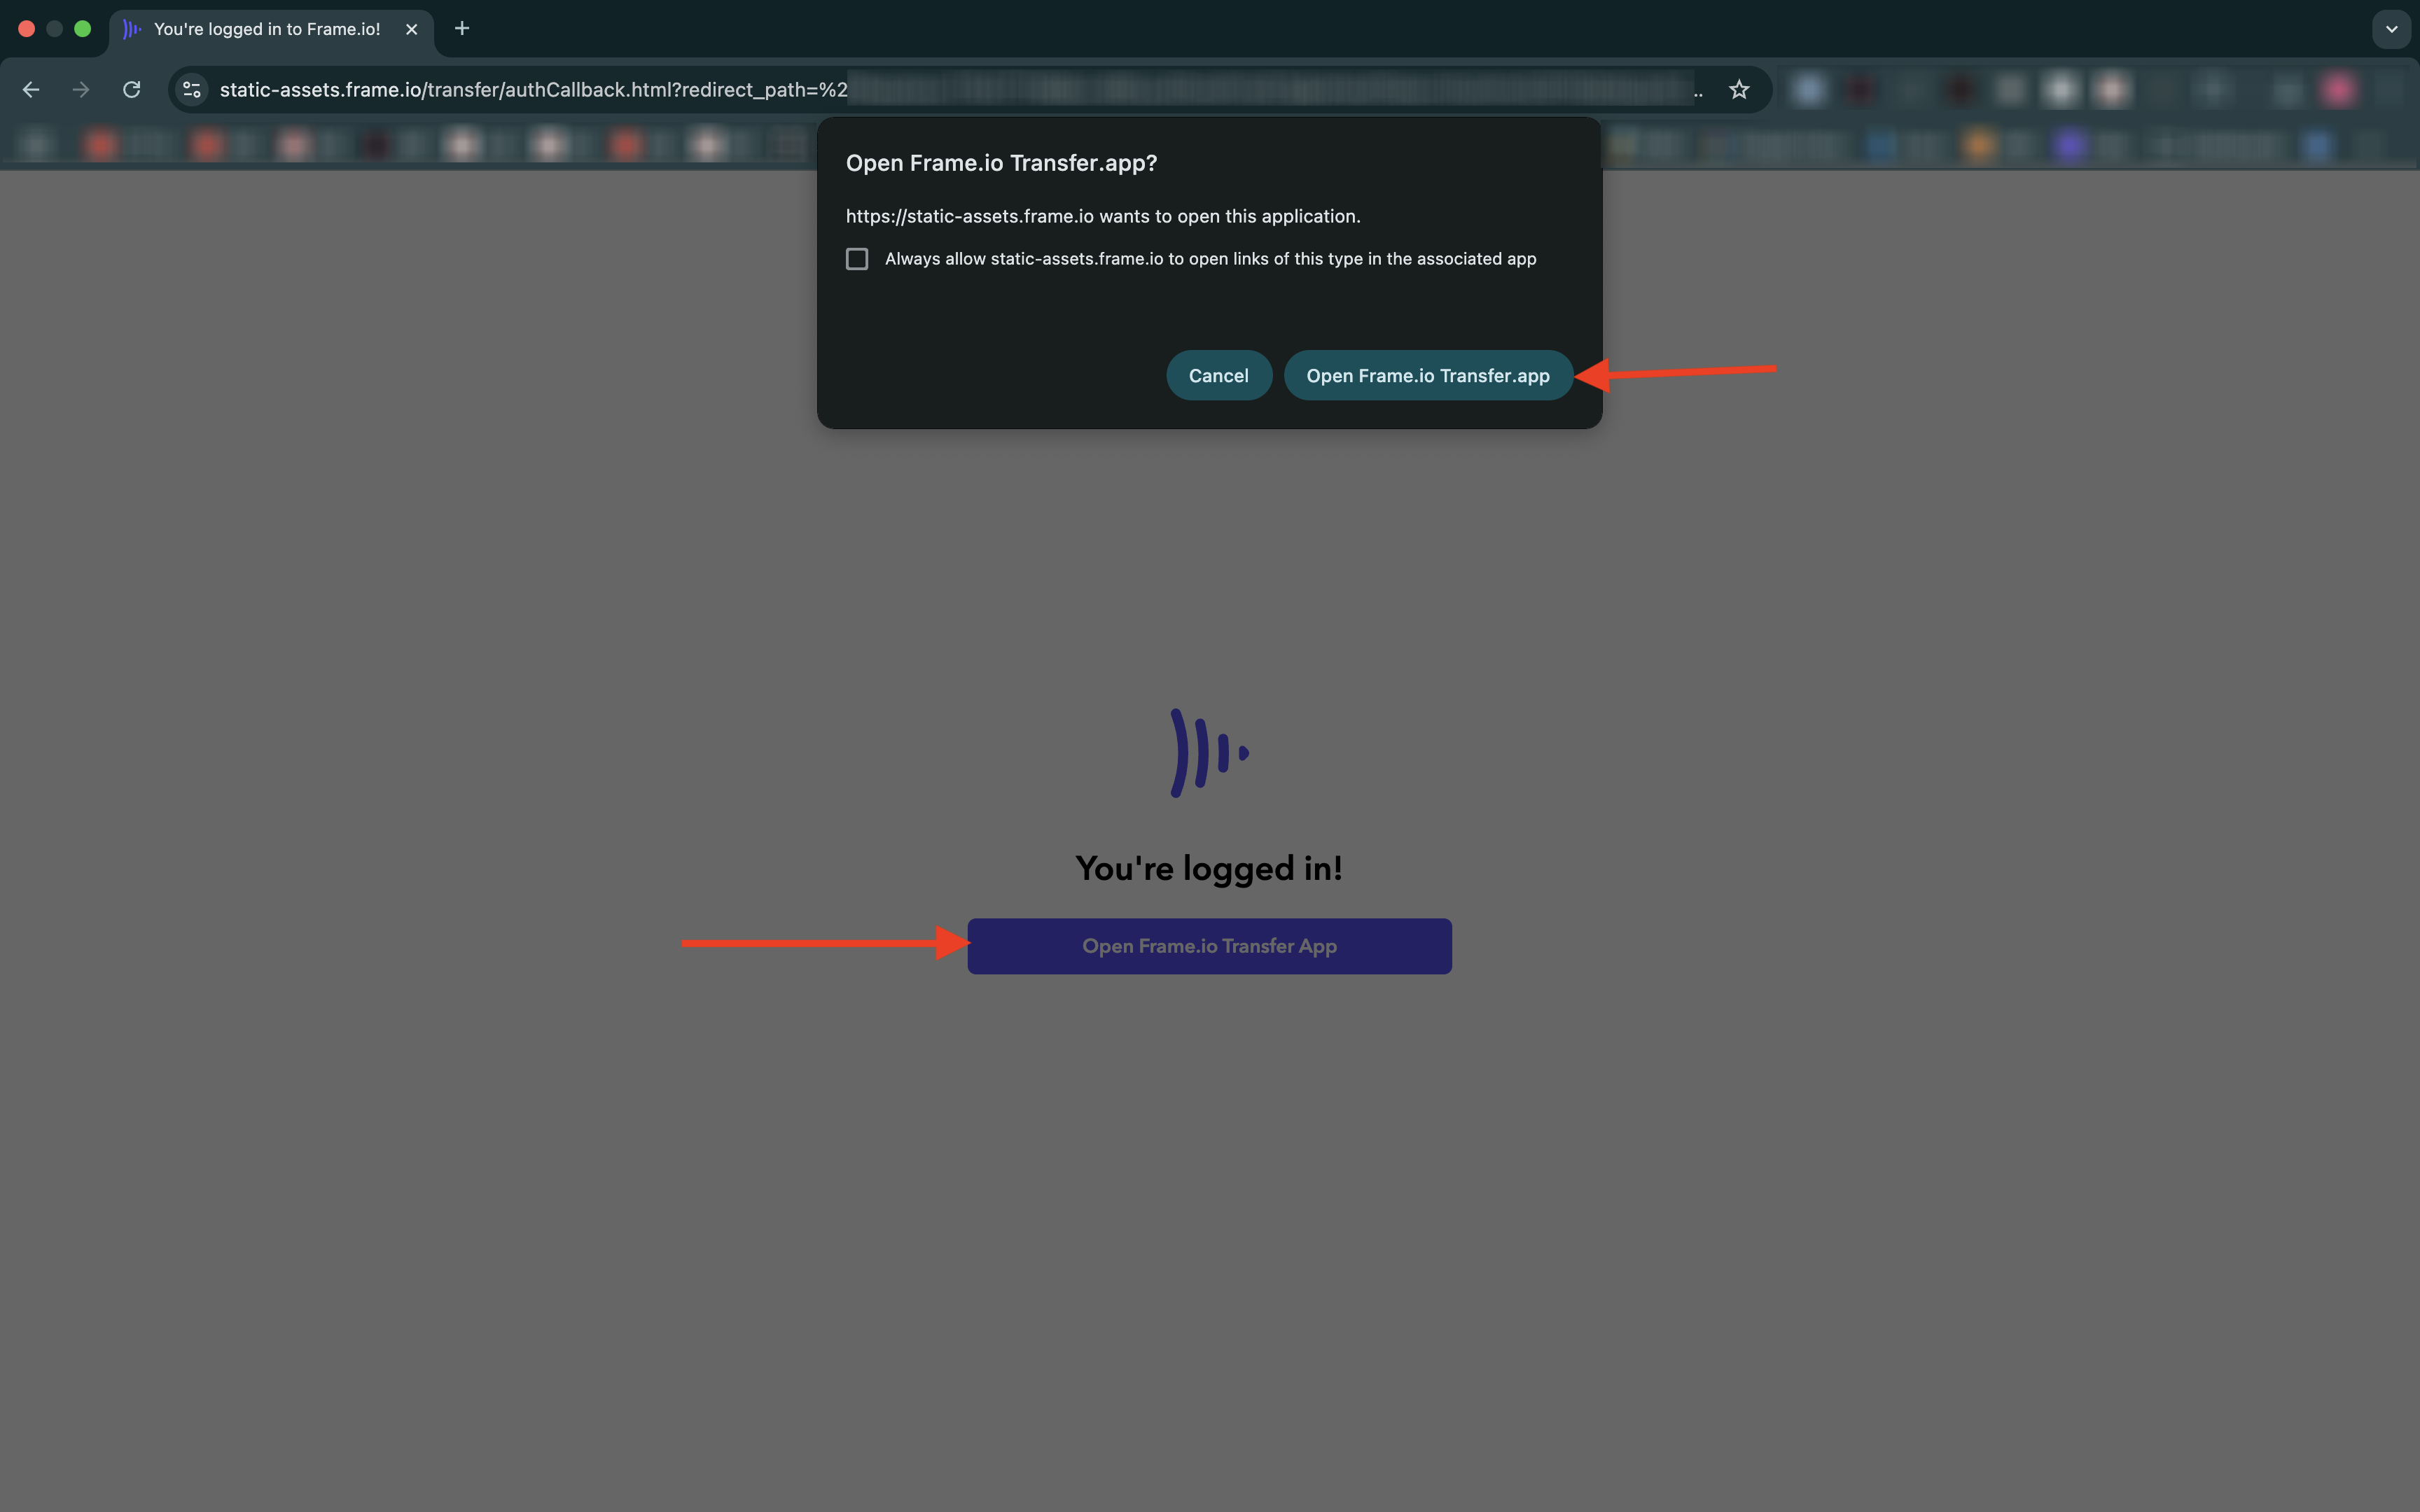 You're logged in to Frame.io!
static-assets.frame.io/transfer/authCallback.html?redirect_path=%2
Open Frame.io Transfer.app?
https://static-assets.frame.io wants to open this application.
Always allow static-assets.frame.io to open links of this type in the associated app
Cancel
Open Frame.io Transfer.app
You're logged in!
Open Frame.io Transfer App